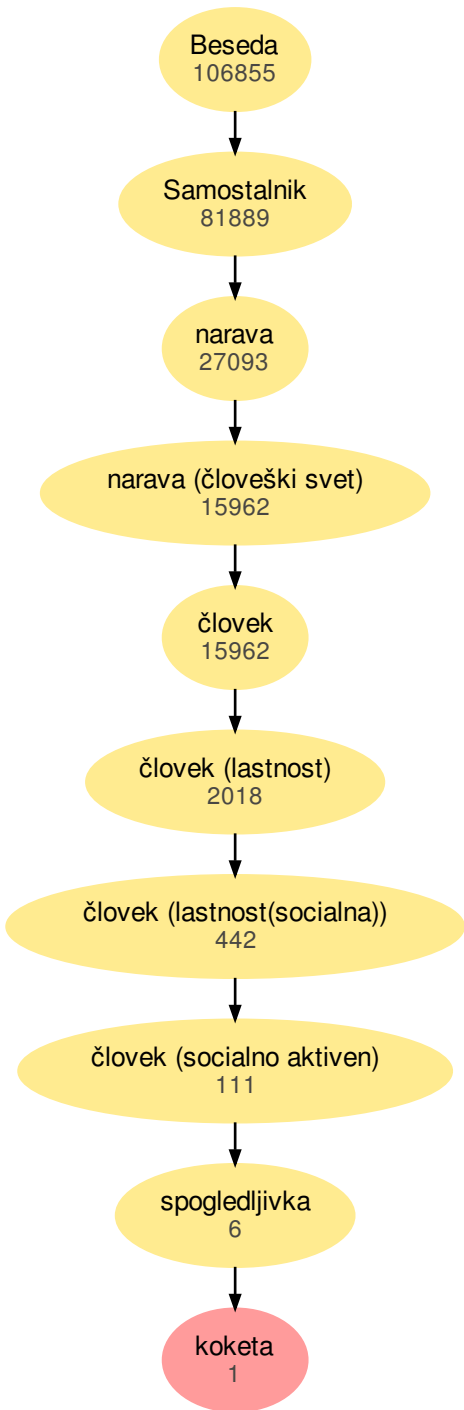 Beseda
106855
Samostalnik
81889
narava
27093
narava (človeški svet)
15962
človek
15962
človek (lastnost)
2018
človek (lastnost(socialna))
442
človek (socialno aktiven)
111
spogledljivka
6
koketa
1